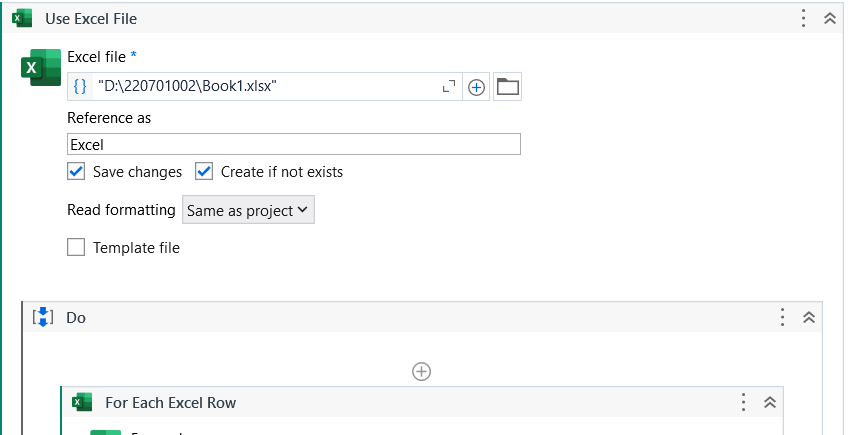 Use Excel File
Excel file *
{} "D:\220701002\Book1.xlsx"
Reference as
Excel
Save changes Create if not exists
Read formatting Same as project
Template file
Do
For Each Excel Row